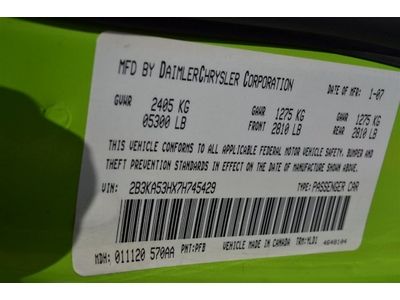 MFD BY DAIMLERCHRYSLER CORPORATION
DATE OF MFR: 1-07
GVWR 2405 KG GAWR 1275 KG GAWR 1275 KG
05300 LB FRONT 2810 LB REAR 2810 LB
THIS VEHICLE CONFORMS TO ALL APPLICABLE FEDERAL MOTOR VEHICLE SAFETY, BUMPER AND
THEFT PREVENTION STANDARDS IN EFFECT ON THE DATE OF MANUFACTURE SHOWN ABOVE.
VIN: 2B3KA53HX7H745429 TYPE: PASSENGER CAR
MDH: 011120 570AA PNT: PFB VEHICLE MADE IN CANADA TRM: MLD1 4648104